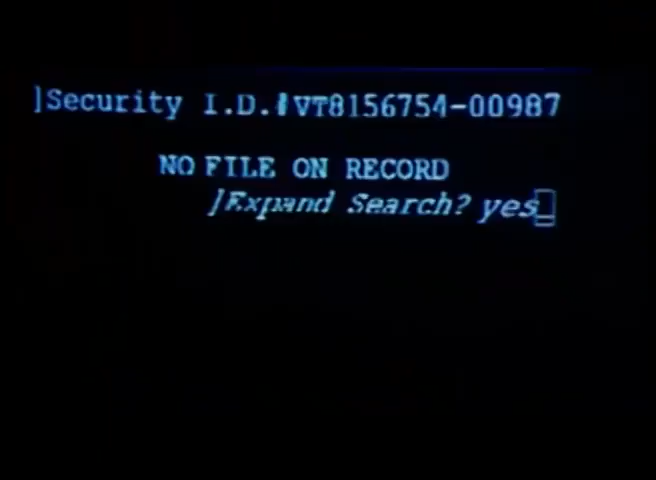 ]Security I.D.#VT8156754-00987
NO FILE ON RECORD
]Expand Search? yes